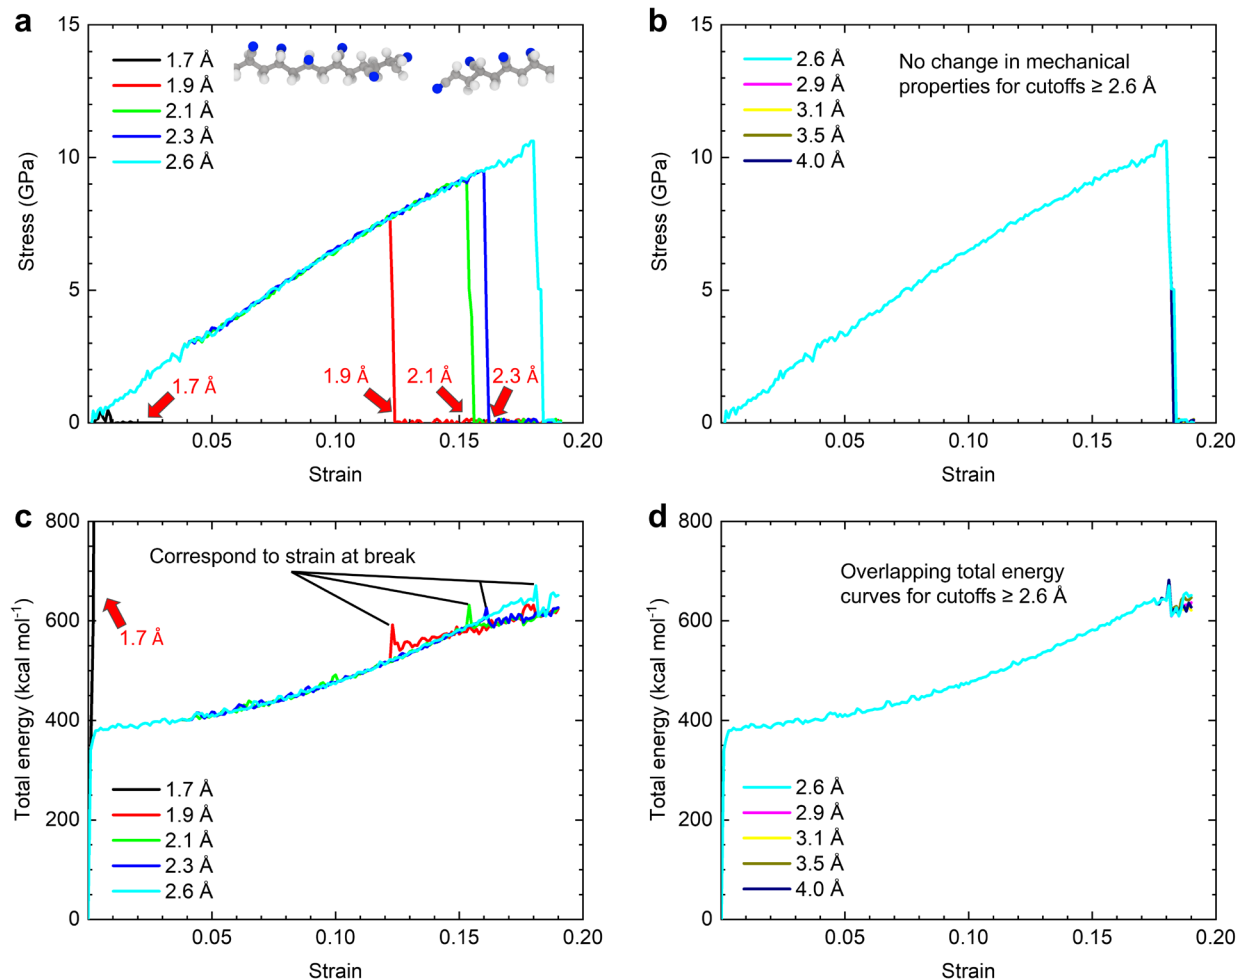 a
15
10
5
0
Stress (GPa)
1.7 Å
1.9 Å
2.1 Å
2.3 Å
2.6 Å
1.7 Å
1.9 Å
2.1 Å
2.3 Å
0.05
0.10
0.15
0.20
Strain
b
15
10
5
0
Stress (GPa)
2.6 Å
2.9 Å
3.1 Å
3.5 Å
4.0 Å
No change in mechanical
properties for cutoffs ≥ 2.6 Å
0.05
0.10
0.15
0.20
Strain
c
800
600
400
200
0
Total energy (kcal mol⁻¹)
Correspond to strain at break
1.7 Å
1.7 Å
1.9 Å
2.1 Å
2.3 Å
2.6 Å
0.05
0.10
0.15
0.20
Strain
d
800
600
400
200
0
Total energy (kcal mol⁻¹)
Overlapping total energy
curves for cutoffs ≥ 2.6 Å
2.6 Å
2.9 Å
3.1 Å
3.5 Å
4.0 Å
0.05
0.10
0.15
0.20
Strain